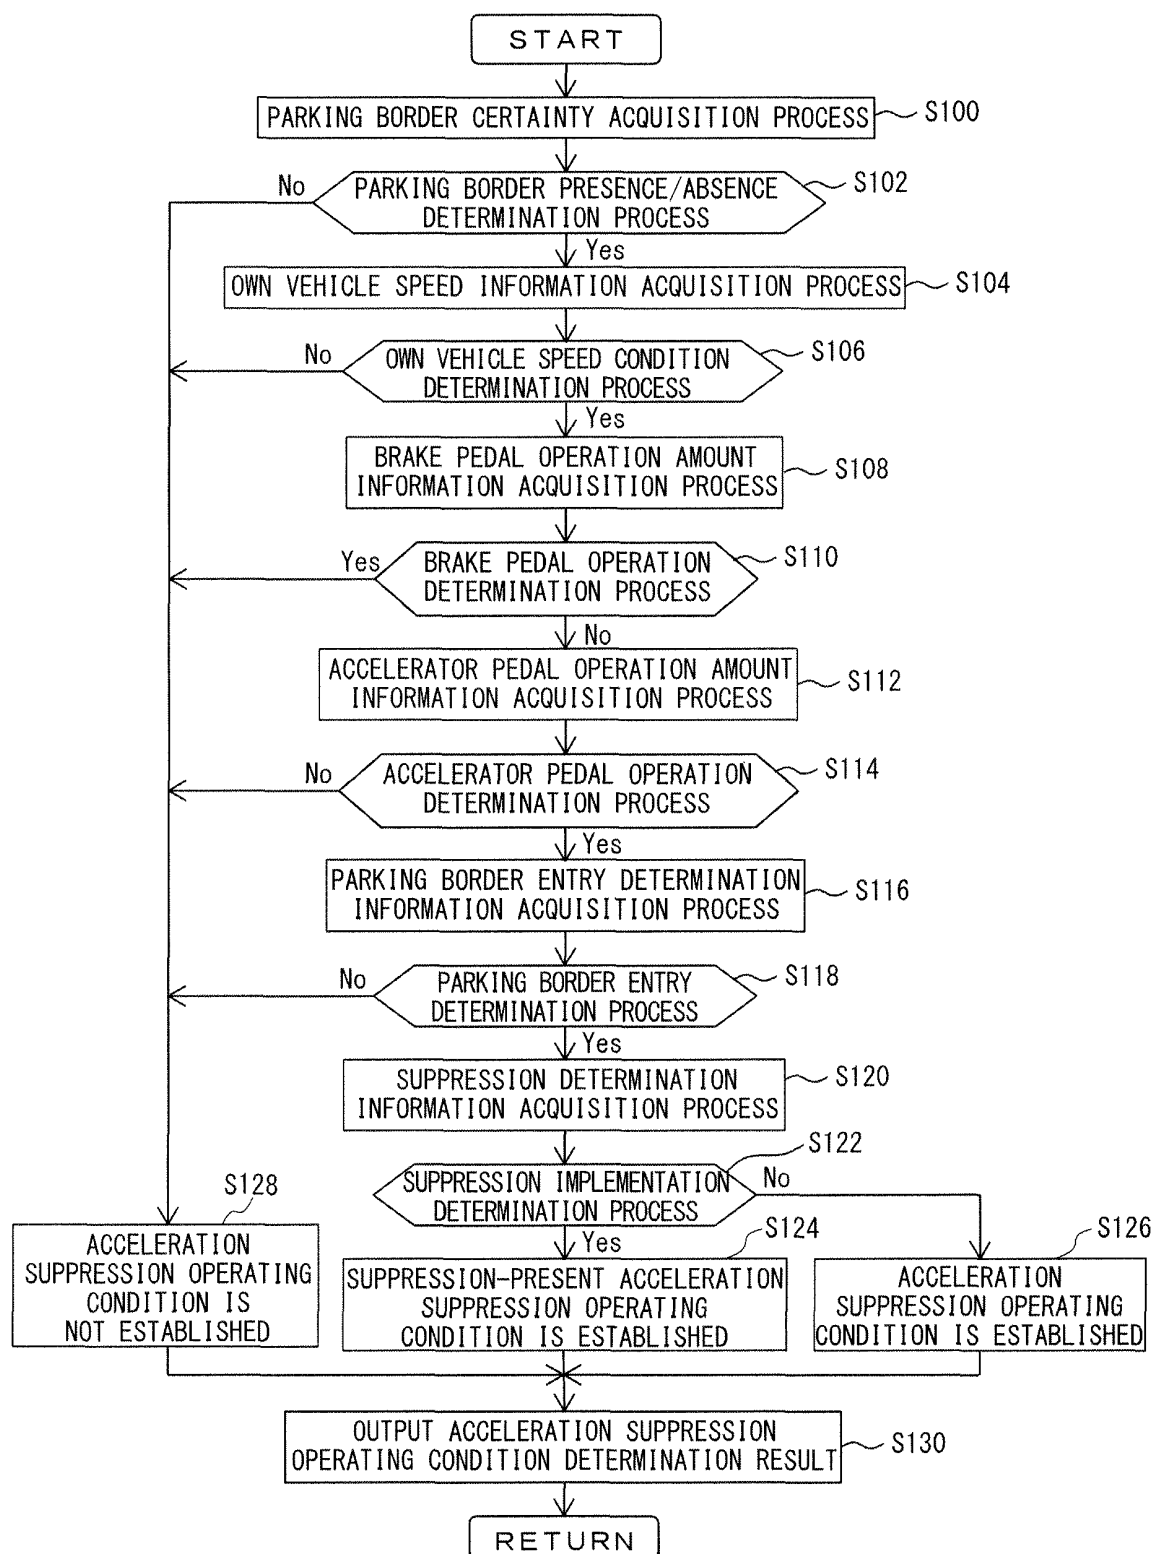 START
PARKING BORDER CERTAINTY ACQUISITION PROCESS
S100
No
PARKING BORDER PRESENCE/ABSENCE
DETERMINATION PROCESS
S102
Yes
OWN VEHICLE SPEED INFORMATION ACQUISITION PROCESS
S104
No
OWN VEHICLE SPEED CONDITION
DETERMINATION PROCESS
S106
Yes
BRAKE PEDAL OPERATION AMOUNT
INFORMATION ACQUISITION PROCESS
S108
Yes
BRAKE PEDAL OPERATION
DETERMINATION PROCESS
S110
No
ACCELERATOR PEDAL OPERATION AMOUNT
INFORMATION ACQUISITION PROCESS
S112
No
ACCELERATOR PEDAL OPERATION
DETERMINATION PROCESS
S114
Yes
PARKING BORDER ENTRY DETERMINATION
INFORMATION ACQUISITION PROCESS
S116
No
PARKING BORDER ENTRY
DETERMINATION PROCESS
S118
Yes
SUPPRESSION DETERMINATION
INFORMATION ACQUISITION PROCESS
S120
SUPPRESSION IMPLEMENTATION
DETERMINATION PROCESS
S122
No
Yes
S128
ACCELERATION
SUPPRESSION OPERATING
CONDITION IS
NOT ESTABLISHED
S124
SUPPRESSION-PRESENT ACCELERATION
SUPPRESSION OPERATING
CONDITION IS ESTABLISHED
S126
ACCELERATION
SUPPRESSION OPERATING
CONDITION IS ESTABLISHED
OUTPUT ACCELERATION SUPPRESSION
OPERATING CONDITION DETERMINATION RESULT
S130
RETURN